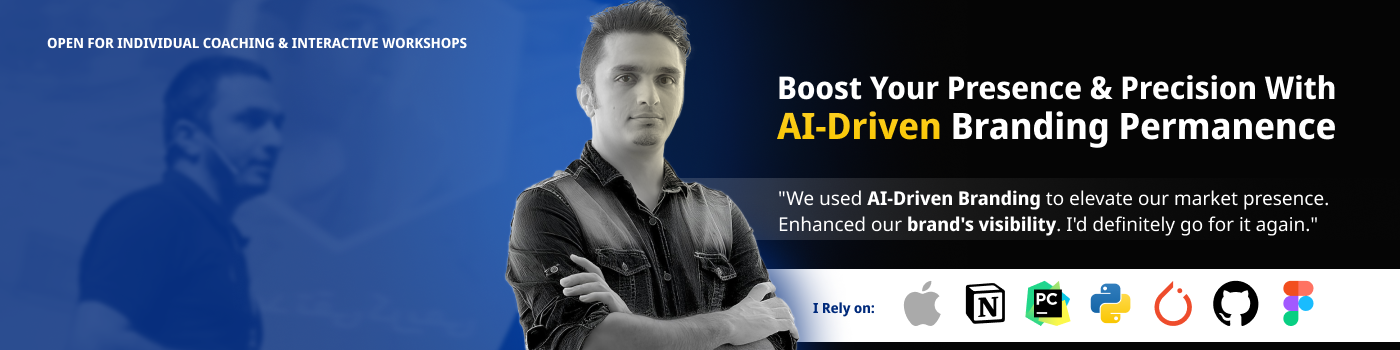 OPEN FOR INDIVIDUAL COACHING & INTERACTIVE WORKSHOPS
Boost Your Presence & Precision With
AI-Driven Branding Permanence
"We used AI-Driven Branding to elevate our market presence.
Enhanced our brand's visibility. I'd definitely go for it again."
I Rely on:
N
PC